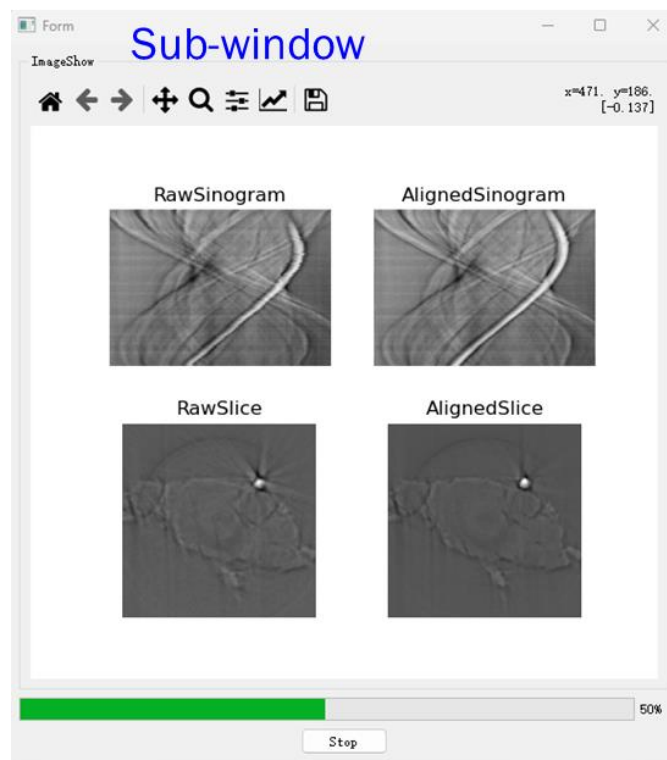 Form
Sub-window
ImageShow
x=471. y=186.
[-0.137]
RawSinogram AlignedSinogram
RawSlice AlignedSlice
50%
Stop